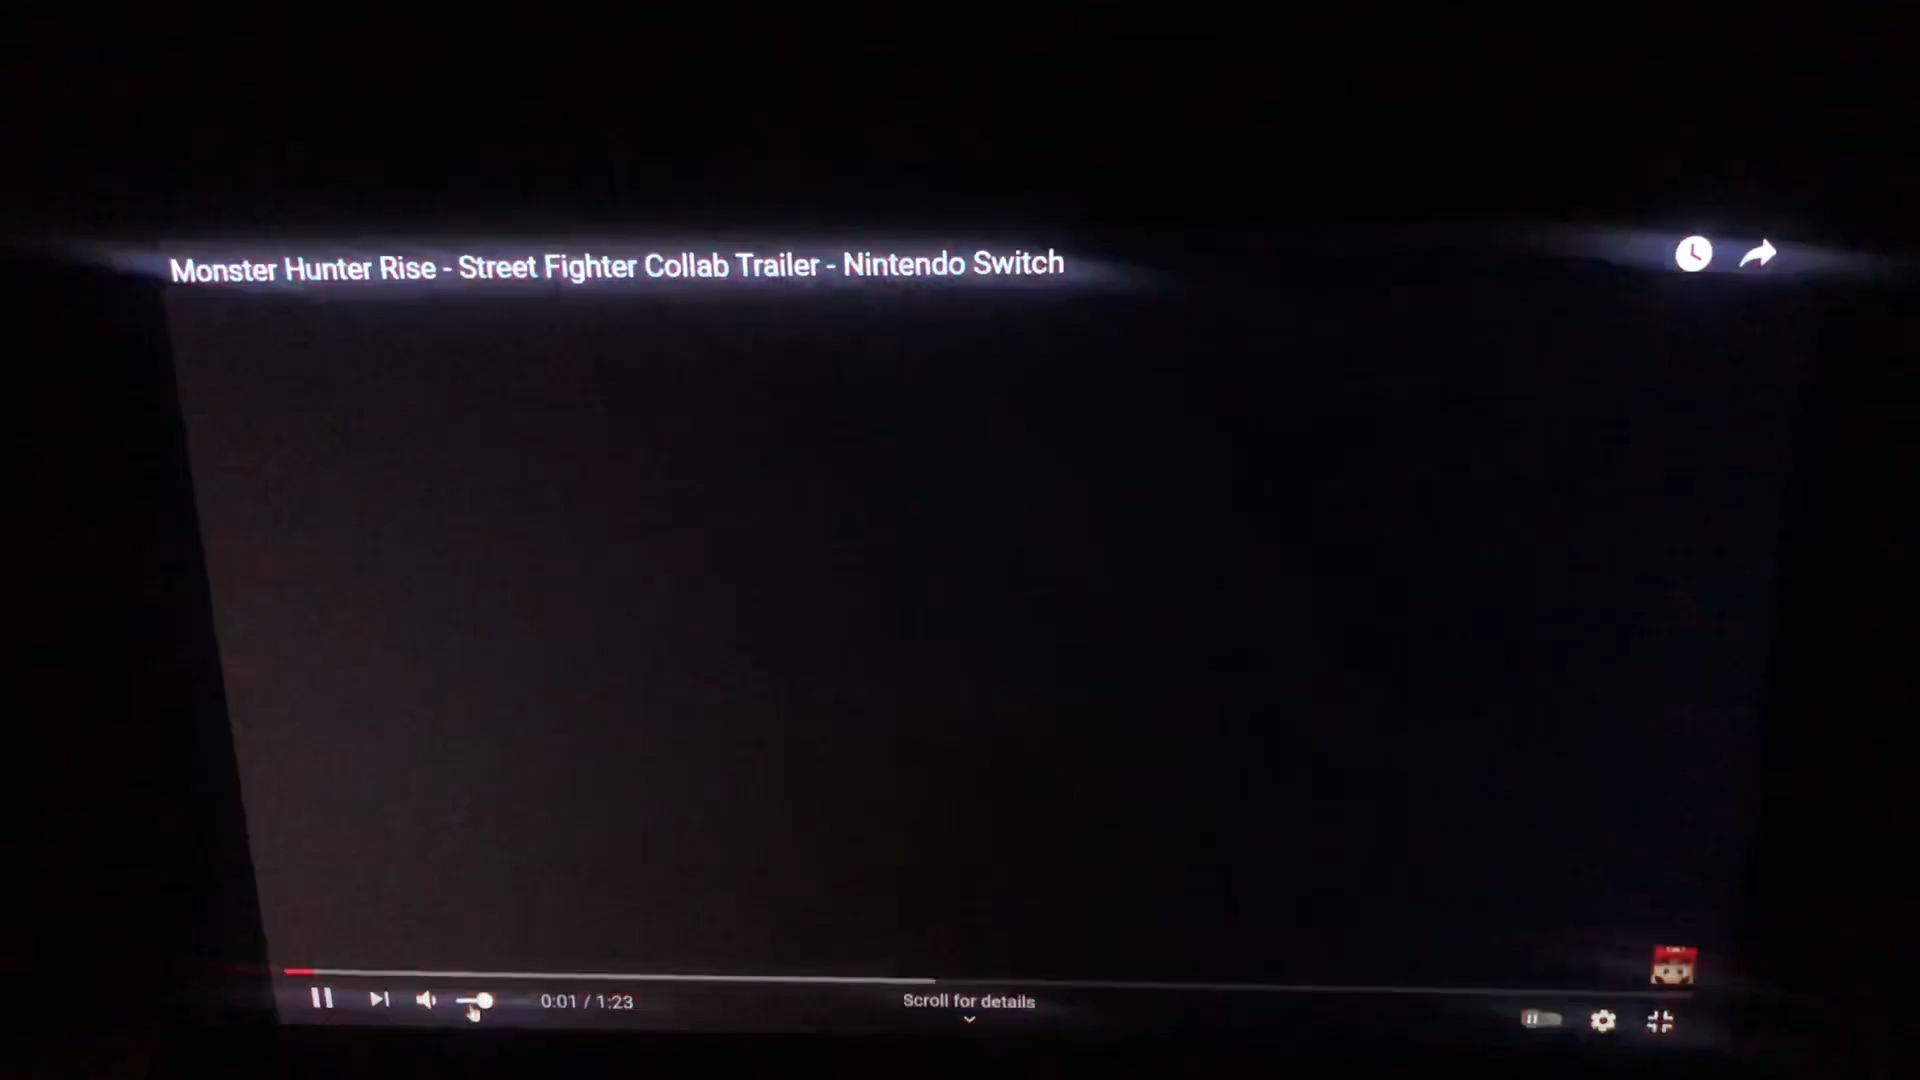 Monster Hunter Rise - Street Fighter Collab Trailer - Nintendo Switch
0:01 / 1:23
Scroll for details